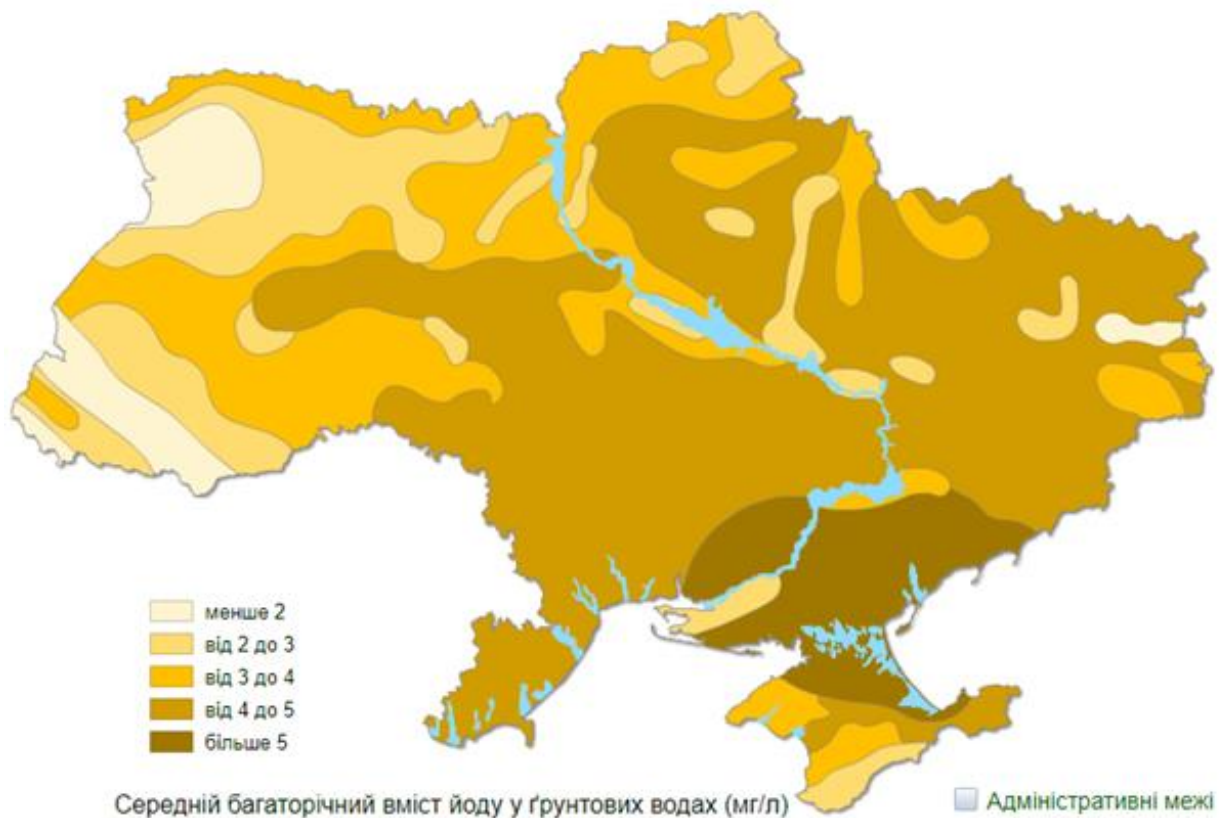 менше 2
від 2 до 3
від 3 до 4
від 4 до 5
більше 5
Середній багаторічний вміст йоду у ґрунтових водах (мг/л)
Адміністративні межі